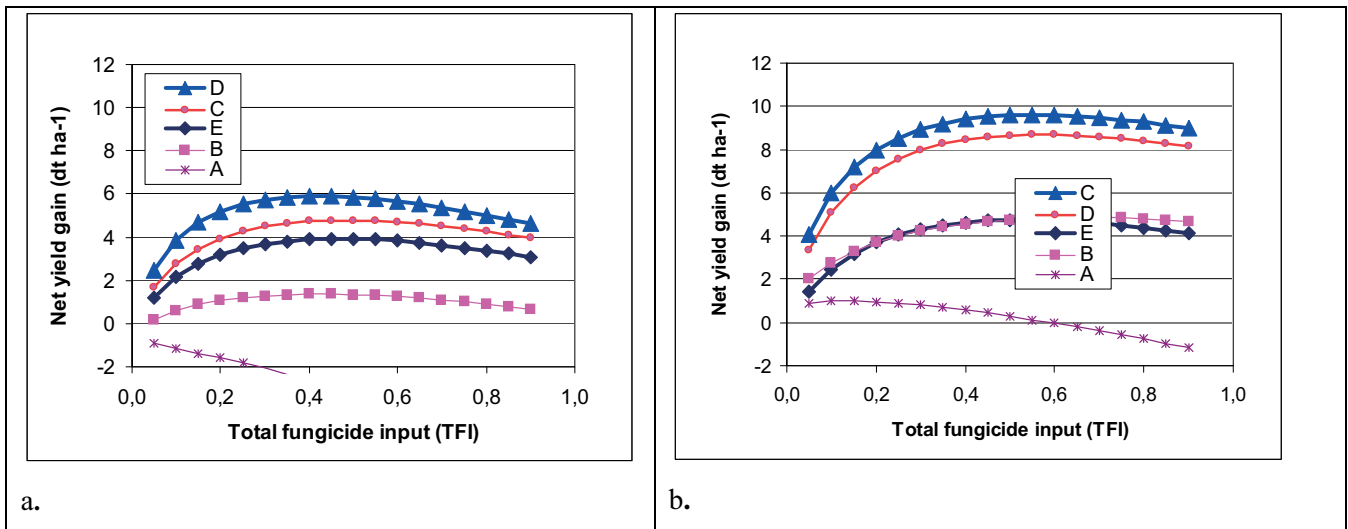 12
10
8
6
4
2
0
-2
Net yield gain (dt ha-1)
D
C
E
B
A
0,0 0,2 0,4 0,6 0,8 1,0
Total fungicide input (TFI)
a.
12
10
8
6
4
2
0
-2
Net yield gain (dt ha-1)
C
D
E
B
A
0,0 0,2 0,4 0,6 0,8 1,0
Total fungicide input (TFI)
b.